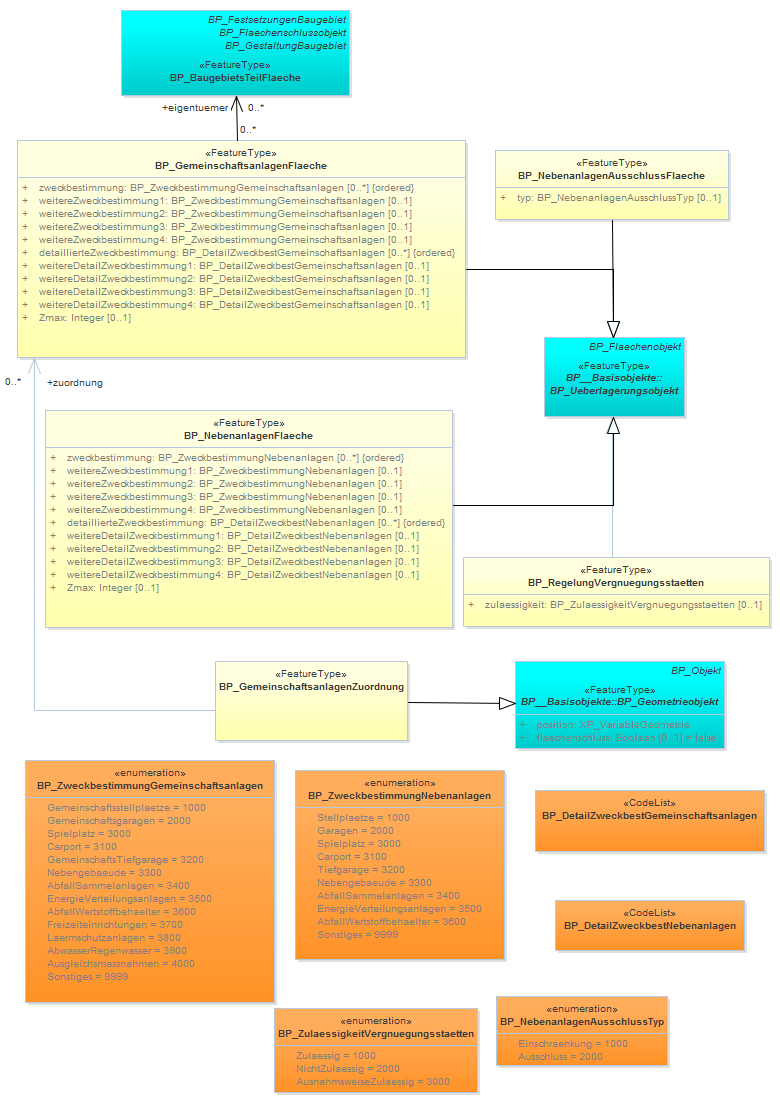 BP_FestsetzungenBaugebiet
BP_Flaechenschlussobjekt
BP_GestaltungBaugebiet
«FeatureType»
BP_BaugebietsTeilFlaeche
+eigentuemer
0..*
0..*
«FeatureType»
BP_GemeinschaftsanlagenFlaeche
+ zweckbestimmung: BP_ZweckbestimmungGemeinschaftsanlagen [0..*] {ordered}
+ weitereZweckbestimmung1: BP_ZweckbestimmungGemeinschaftsanlagen [0..1]
+ weitereZweckbestimmung2: BP_ZweckbestimmungGemeinschaftsanlagen [0..1]
+ weitereZweckbestimmung3: BP_ZweckbestimmungGemeinschaftsanlagen [0..1]
+ weitereZweckbestimmung4: BP_ZweckbestimmungGemeinschaftsanlagen [0..1]
+ detaillierteZweckbestimmung: BP_DetailZweckbestGemeinschaftsanlagen [0..*] {ordered}
+ weitereDetailZweckbestimmung1: BP_DetailZweckbestGemeinschaftsanlagen [0..1]
+ weitereDetailZweckbestimmung2: BP_DetailZweckbestGemeinschaftsanlagen [0..1]
+ weitereDetailZweckbestimmung3: BP_DetailZweckbestGemeinschaftsanlagen [0..1]
+ weitereDetailZweckbestimmung4: BP_DetailZweckbestGemeinschaftsanlagen [0..1]
+ Zmax: Integer [0..1]
«FeatureType»
BP_NebenanlagenAusschlussFlaeche
+ typ: BP_NebenanlagenAusschlussTyp [0..1]
BP_Flaechenobjekt
«FeatureType»
BP__Basisobjekte::
BP_Ueberlagerungsobjekt
0..*
+zuordnung
«FeatureType»
BP_NebenanlagenFlaeche
+ zweckbestimmung: BP_ZweckbestimmungNebenanlagen [0..*] {ordered}
+ weitereZweckbestimmung1: BP_ZweckbestimmungNebenanlagen [0..1]
+ weitereZweckbestimmung2: BP_ZweckbestimmungNebenanlagen [0..1]
+ weitereZweckbestimmung3: BP_ZweckbestimmungNebenanlagen [0..1]
+ weitereZweckbestimmung4: BP_ZweckbestimmungNebenanlagen [0..1]
+ detaillierteZweckbestimmung: BP_DetailZweckbestNebenanlagen [0..*] {ordered}
+ weitereDetailZweckbestimmung1: BP_DetailZweckbestNebenanlagen [0..1]
+ weitereDetailZweckbestimmung2: BP_DetailZweckbestNebenanlagen [0..1]
+ weitereDetailZweckbestimmung3: BP_DetailZweckbestNebenanlagen [0..1]
+ weitereDetailZweckbestimmung4: BP_DetailZweckbestNebenanlagen [0..1]
+ Zmax: Integer [0..1]
«FeatureType»
BP_RegelungVergnuegungsstaetten
+ zulaessigkeit: BP_ZulaessigkeitVergnuegungsstaetten [0..1]
«FeatureType»
BP_GemeinschaftsanlagenZuordnung
BP_Objekt
«FeatureType»
BP__Basisobjekte::BP_Geometrieobjekt
+ position: XP_VariableGeometrie
+ flaechenschluss: Boolean [0..1] = false
«enumeration»
BP_ZweckbestimmungGemeinschaftsanlagen
Gemeinschaftsstellplaetze = 1000
Gemeinschaftsgaragen = 2000
Spielplatz = 3000
Carport = 3100
GemeinschaftsTiefgarage = 3200
Nebengebaeude = 3300
AbfallSammelanlagen = 3400
EnergieVerteilungsanlagen = 3500
AbfallWertstoffbehaelter = 3600
Freizeiteinrichtungen = 3700
Laermschutzanlagen = 3800
AbwasserRegenwasser = 3900
Ausgleichsmassnahmen = 4000
Sonstiges = 9999
«enumeration»
BP_ZweckbestimmungNebenanlagen
Stellplaetze = 1000
Garagen = 2000
Spielplatz = 3000
Carport = 3100
Tiefgarage = 3200
Nebengebaeude = 3300
AbfallSammelanlagen = 3400
EnergieVerteilungsanlagen = 3500
AbfallWertstoffbehaelter = 3600
Sonstiges = 9999
«CodeList»
BP_DetailZweckbestGemeinschaftsanlagen
«CodeList»
BP_DetailZweckbestNebenanlagen
«enumeration»
BP_ZulaessigkeitVergnuegungsstaetten
Zulaessig = 1000
NichtZulaessig = 2000
AusnahmsweiseZulaessig = 3000
«enumeration»
BP_NebenanlagenAusschlussTyp
Einschraenkung = 1000
Ausschluss = 2000